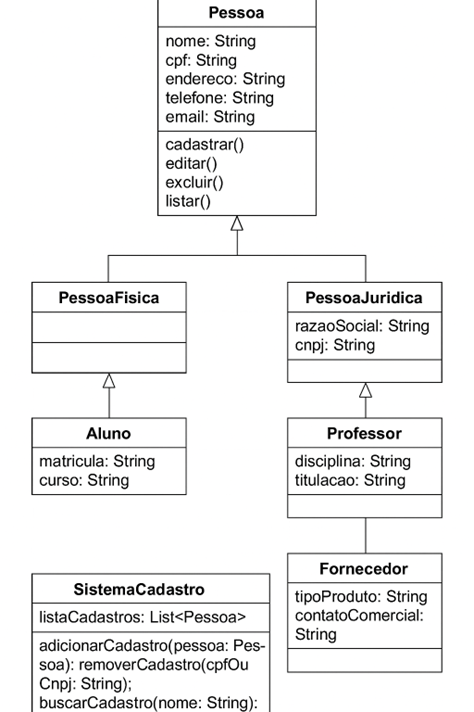 Pessoa
nome: String
cpf: String
endereco: String
telefone: String
email: String
cadastrar()
editar()
excluir()
listar()
PessoaFisica
PessoaJuridica
razaoSocial: String
cnpj: String
Aluno
matricula: String
curso: String
Professor
disciplina: String
titulacao: String
Fornecedor
tipoProduto: String
contatoComercial:
String
SistemaCadastro
listaCadastros: List<Pessoa>
adicionarCadastro(pessoa: Pes-
soa): removerCadastro(cpfOu
Cnpj: String);
buscarCadastro(nome: String):